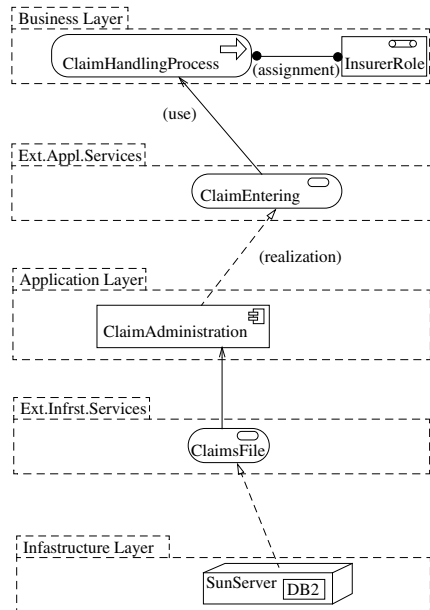 Business Layer
ClaimHandlingProcess
(assignment)
InsurerRole
(use)
Ext.Appl.Services
ClaimEntering
(realization)
Application Layer
ClaimAdministration
Ext.Infrst.Services
ClaimsFile
Infastructure Layer
SunServer
DB2